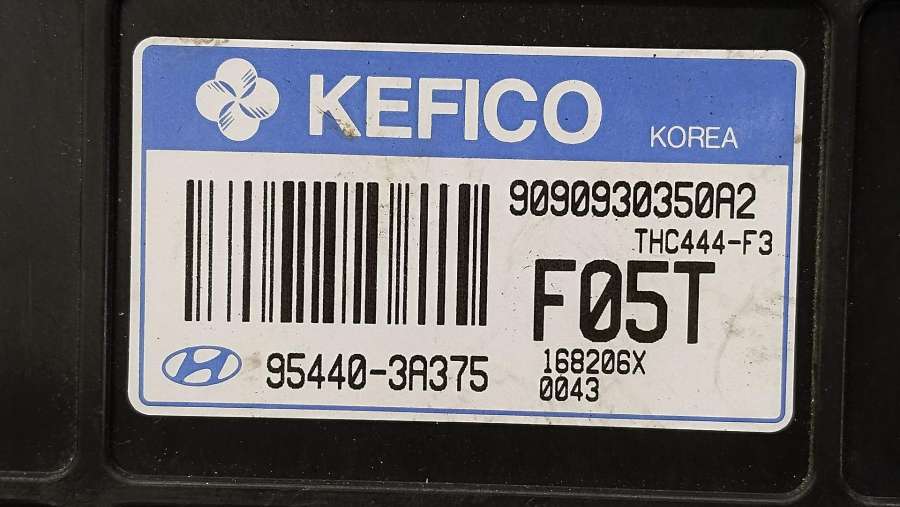 KEFICO
KOREA
9090930350A2
THC444-F3
F05T
95440-3A375
168206X
0043